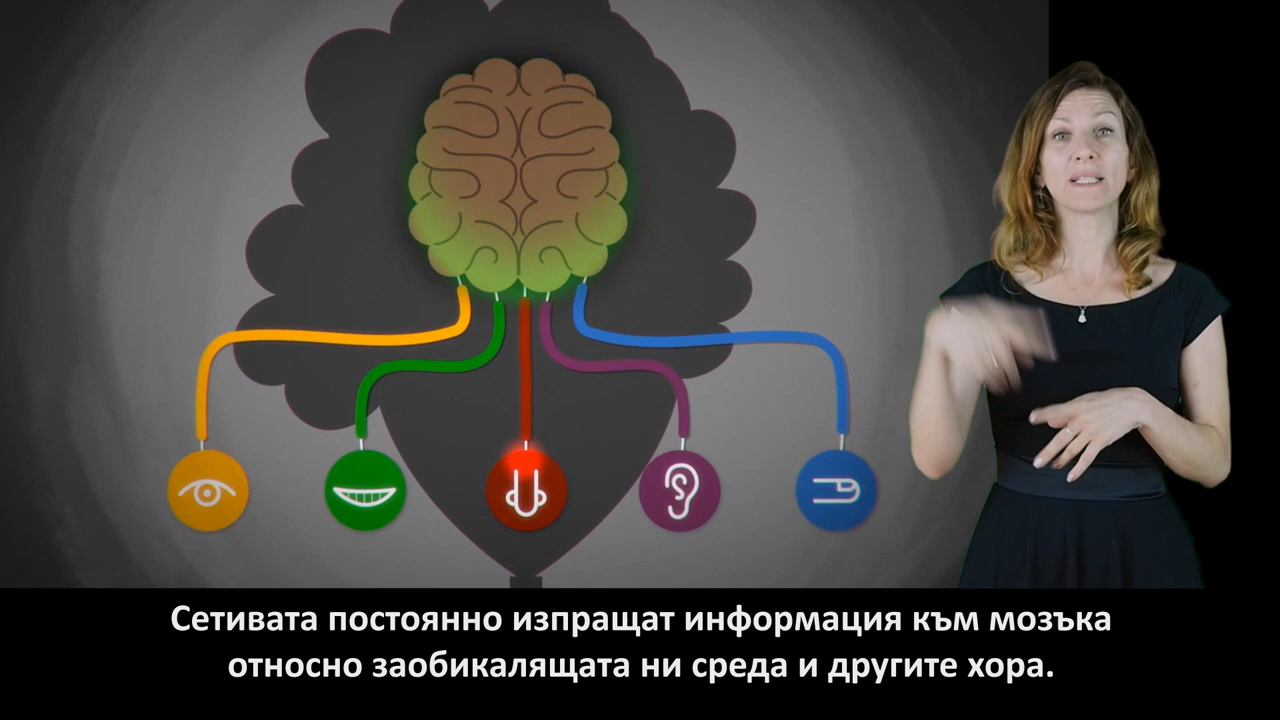 Сетивата постоянно изпращат информация към мозъка
относно заобикалящата ни среда и другите хора.